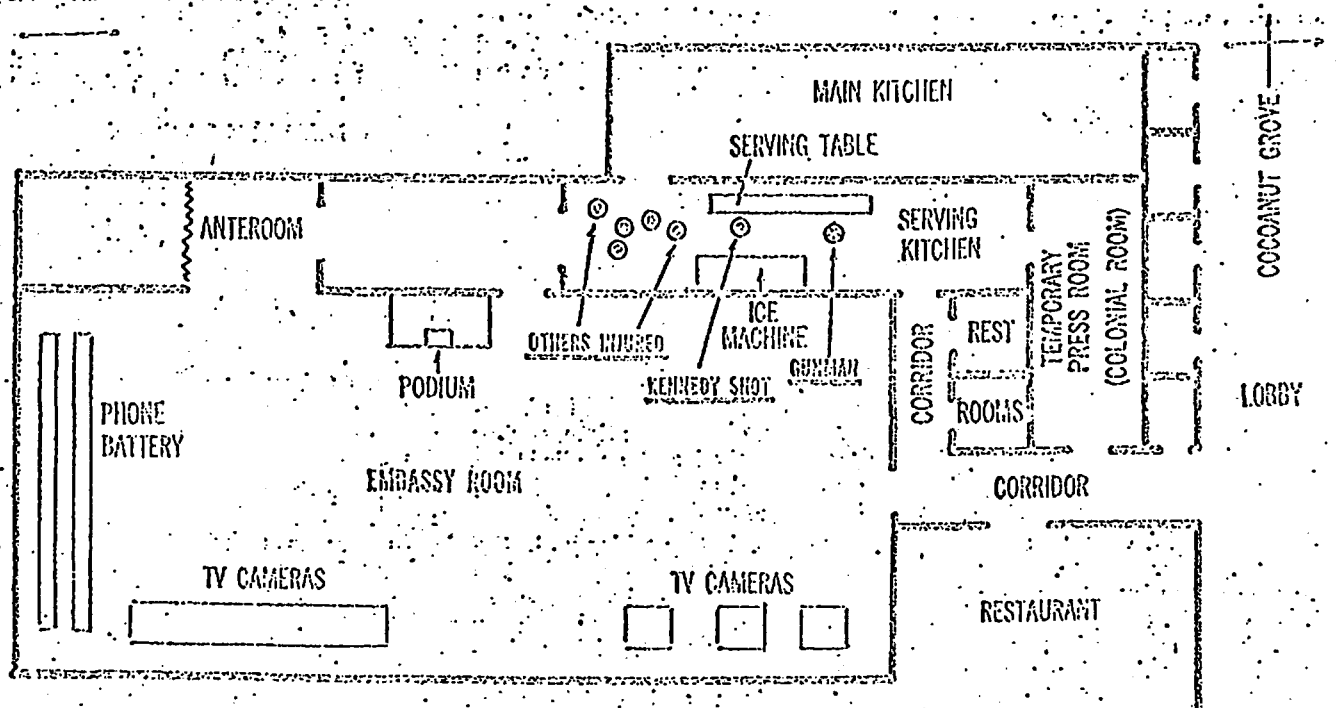 MAIN KITCHEN
SERVING TABLE
COCOANUT GROVE
ANTEROOM
SERVING
KITCHEN
TEMPORARY
PRESS ROOM
(COLONIAL ROOM)
OTHERS INJURED
ICE
MACHINE
GUNMAN
CORRIDOR
REST
ROOMS
PODIUM
KENNEDY SHOT
LOBBY
PHONE
BATTERY
EMBASSY ROOM
CORRIDOR
TV CAMERAS
TV CAMERAS
RESTAURANT